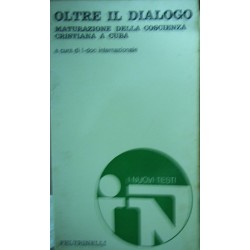 OLTRE IL DIALOGO
MATURAZIONE DELLA COSCIENZA
CRISTIANA A CUBA
A cura di i-doc internazionale
I NUOVI TESTI
FELTRINELLI